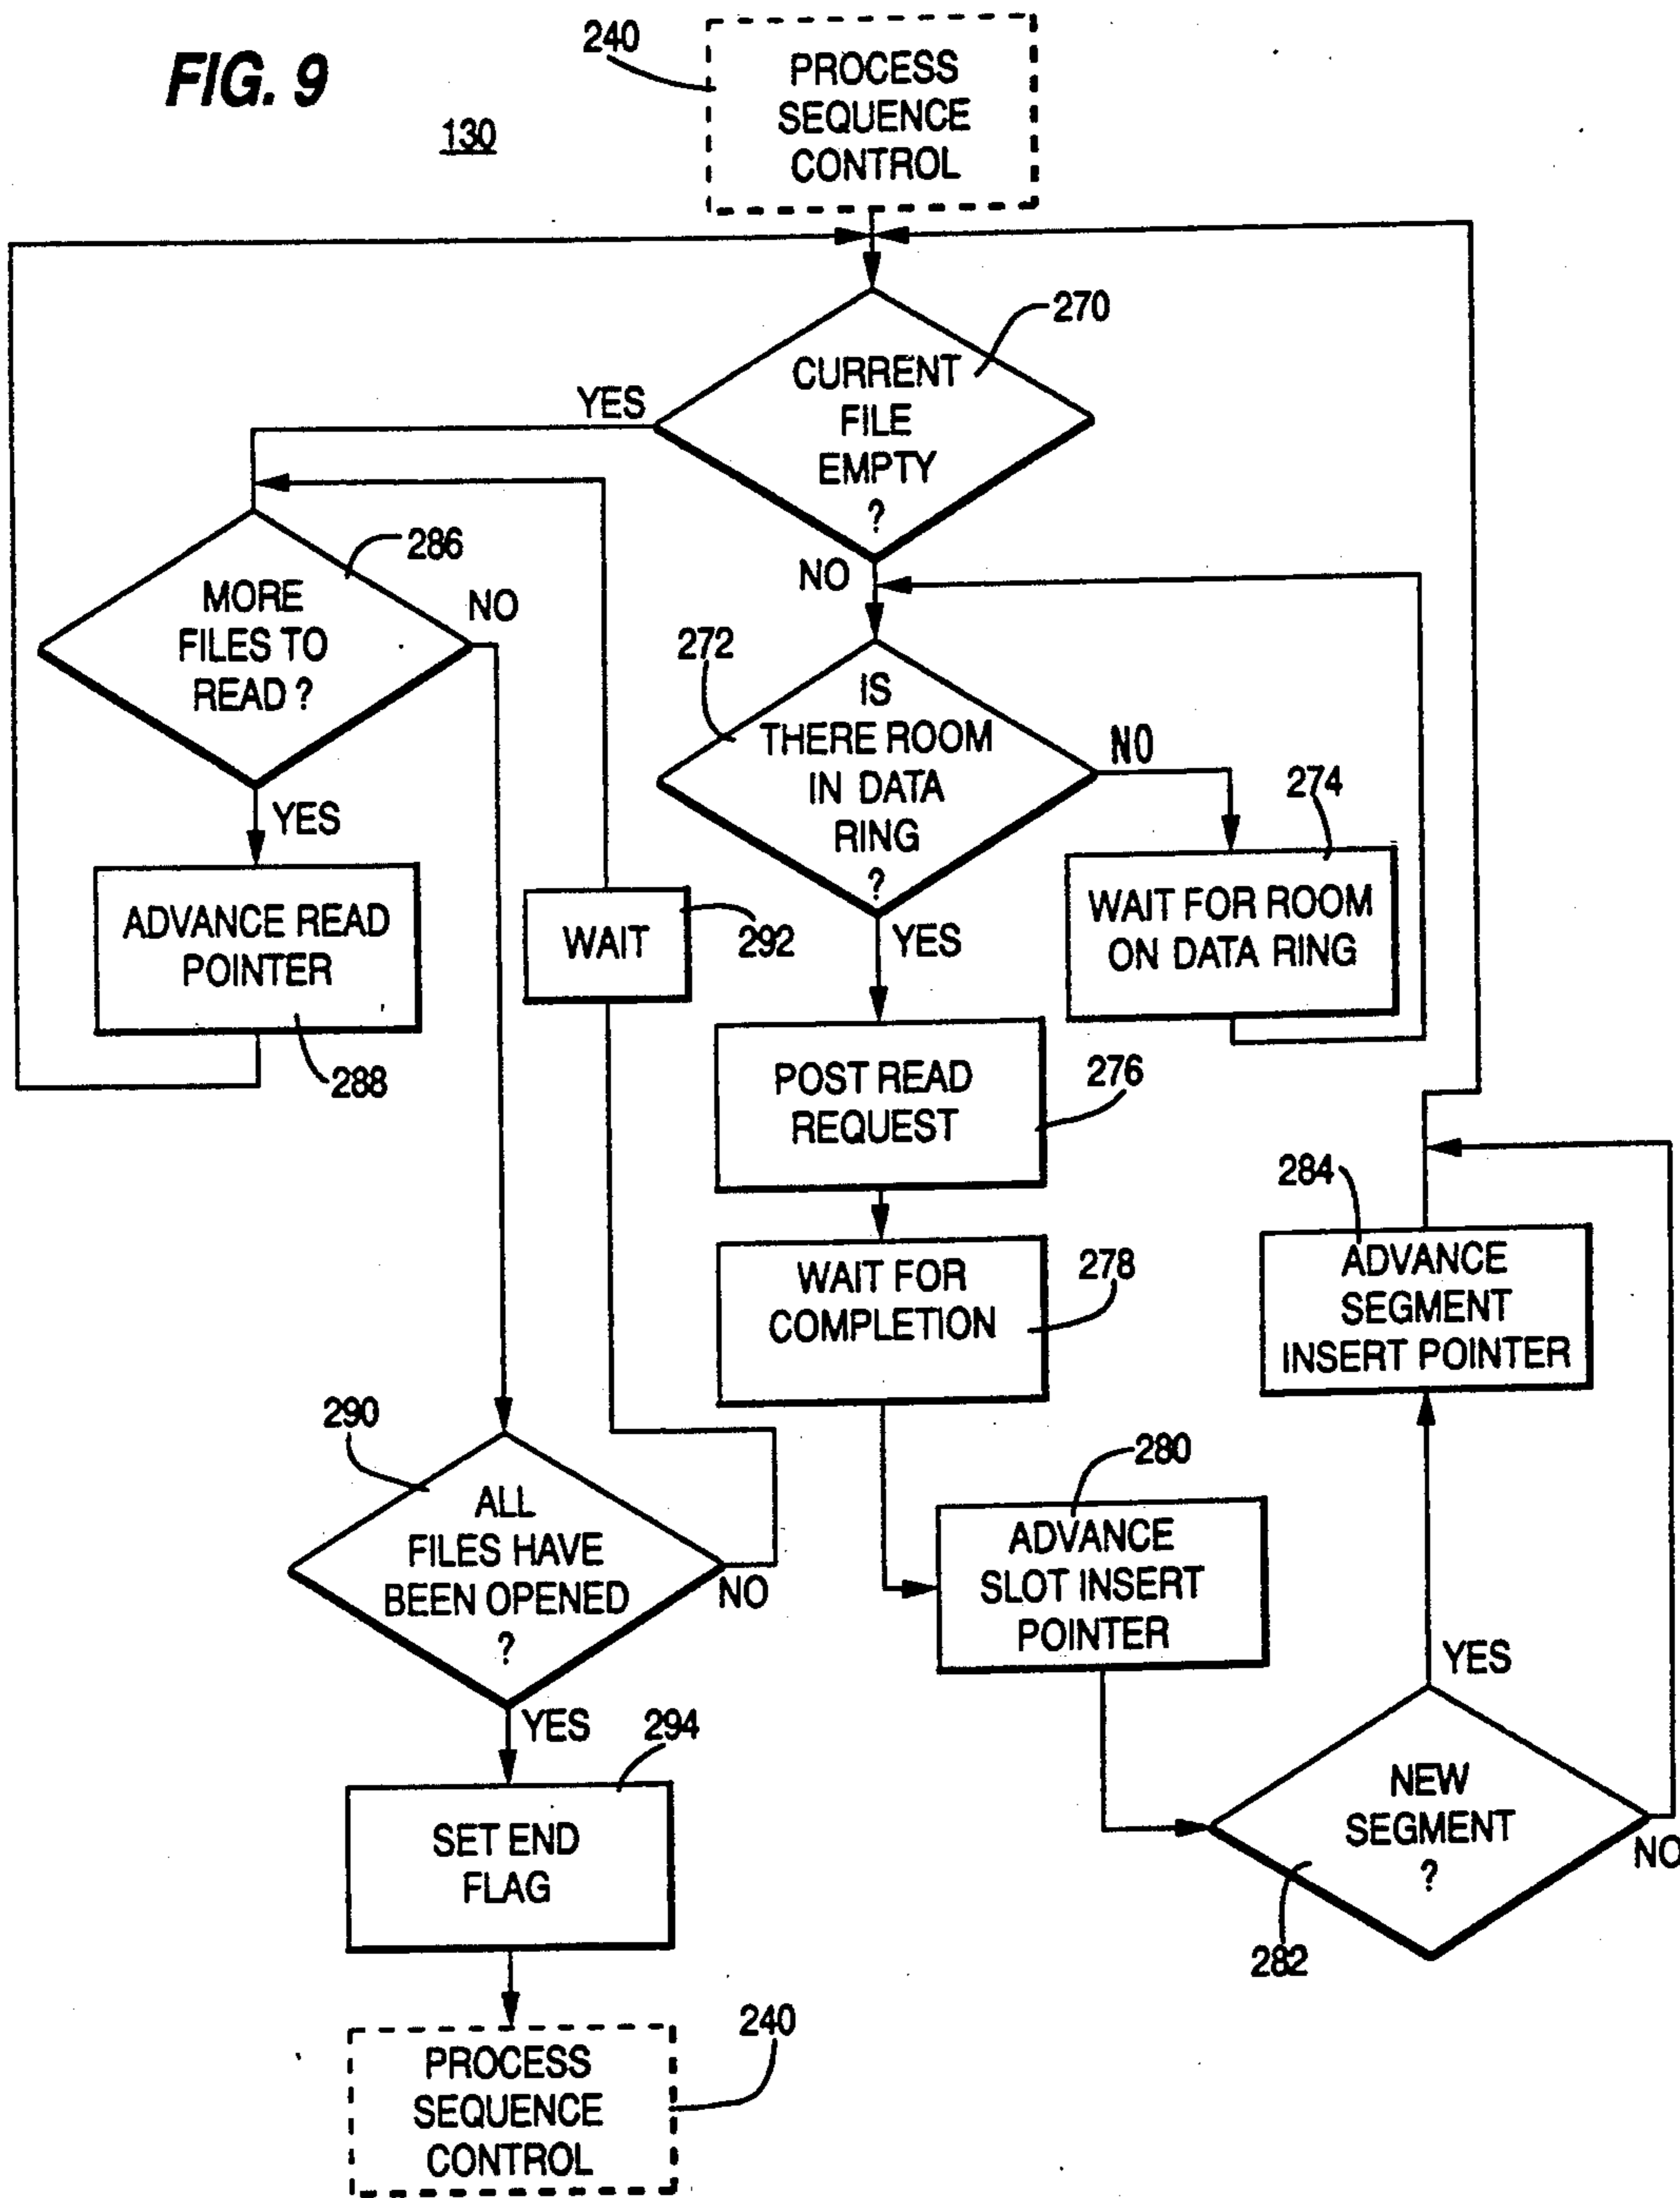 FIG. 9
130
240
PROCESS
SEQUENCE
CONTROL
270
CURRENT
FILE
EMPTY
?
YES
NO
286
MORE
FILES TO
READ ?
NO
YES
272
IS
THERE ROOM
IN DATA
RING
?
NO
YES
274
WAIT FOR ROOM
ON DATA RING
ADVANCE READ
POINTER
288
WAIT
292
POST READ
REQUEST
276
WAIT FOR
COMPLETION
278
284
ADVANCE
SEGMENT
INSERT POINTER
290
ALL
FILES HAVE
BEEN OPENED
?
NO
YES
280
ADVANCE
SLOT INSERT
POINTER
YES
NEW
SEGMENT
?
NO
282
294
SET END
FLAG
240
PROCESS
SEQUENCE
CONTROL